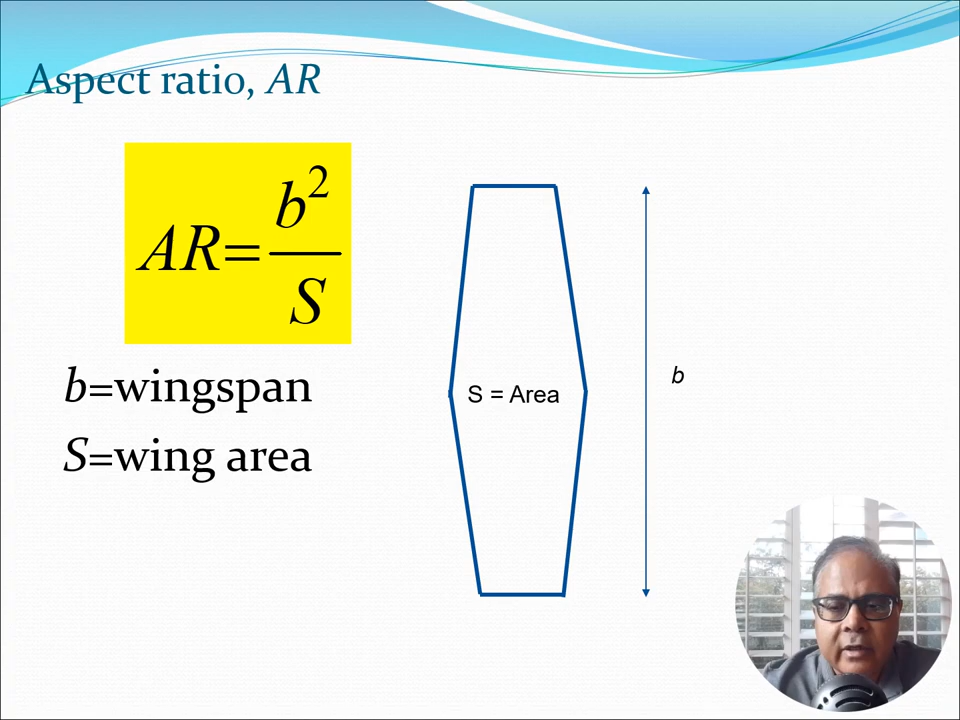 Aspect ratio, AR
AR=b²/S
b=wingspan
S=wing area
S = Area
b